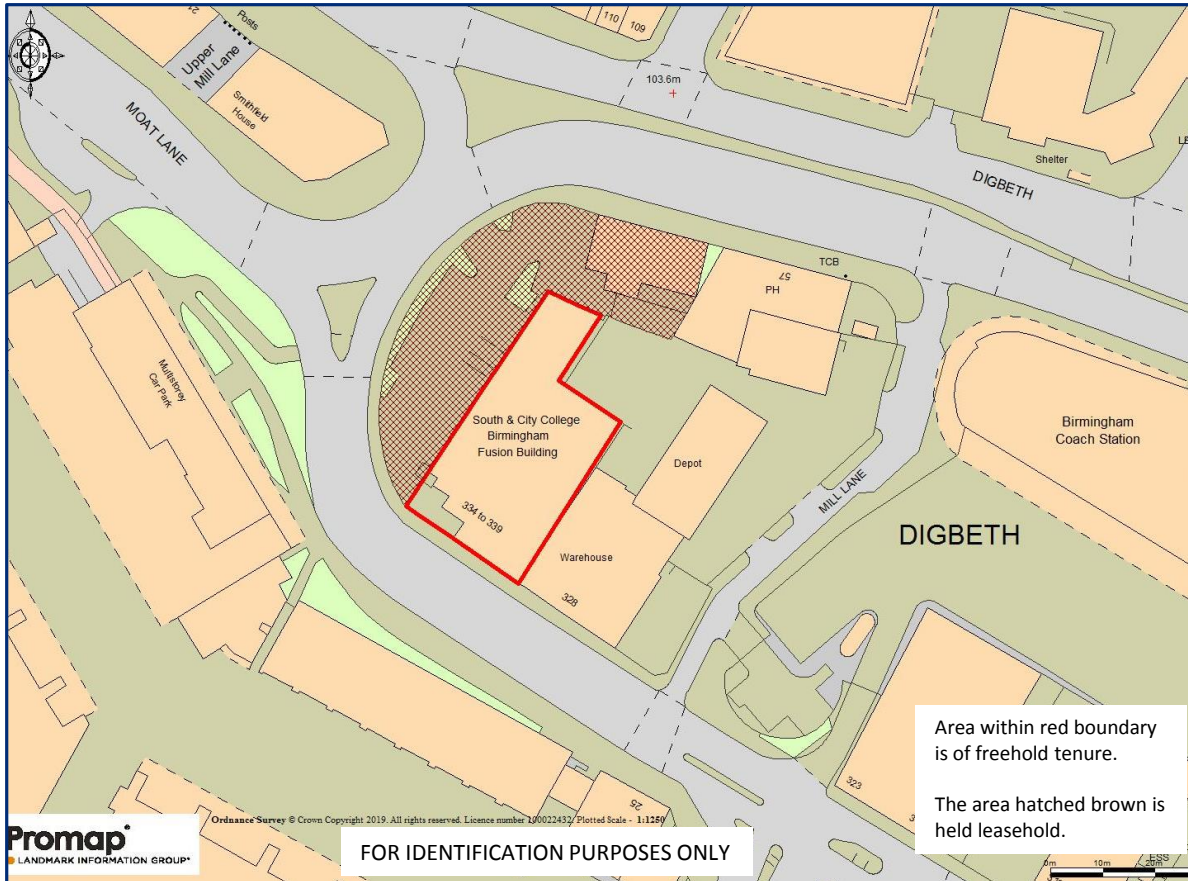 21
Posts
Upper
Mill Lane
Smithfield
House
MOAT LANE
110
109
103.6m
Shelter
DIGBETH
TCB
57
PH
Multistorey
Car Park
South & City College
Birmingham
Fusion Building
334 to 339
Depot
Warehouse
328
MILL LANE
Birmingham
Coach Station
DIGBETH
323
25
Area within red boundary
is of freehold tenure.
The area hatched brown is
held leasehold.
Ordnance Survey © Crown Copyright 2019. All rights reserved. Licence number 100022432. Plotted Scale - 1:1250
Promap®
LANDMARK INFORMATION GROUP®
FOR IDENTIFICATION PURPOSES ONLY
ESS
0m 10m 20m